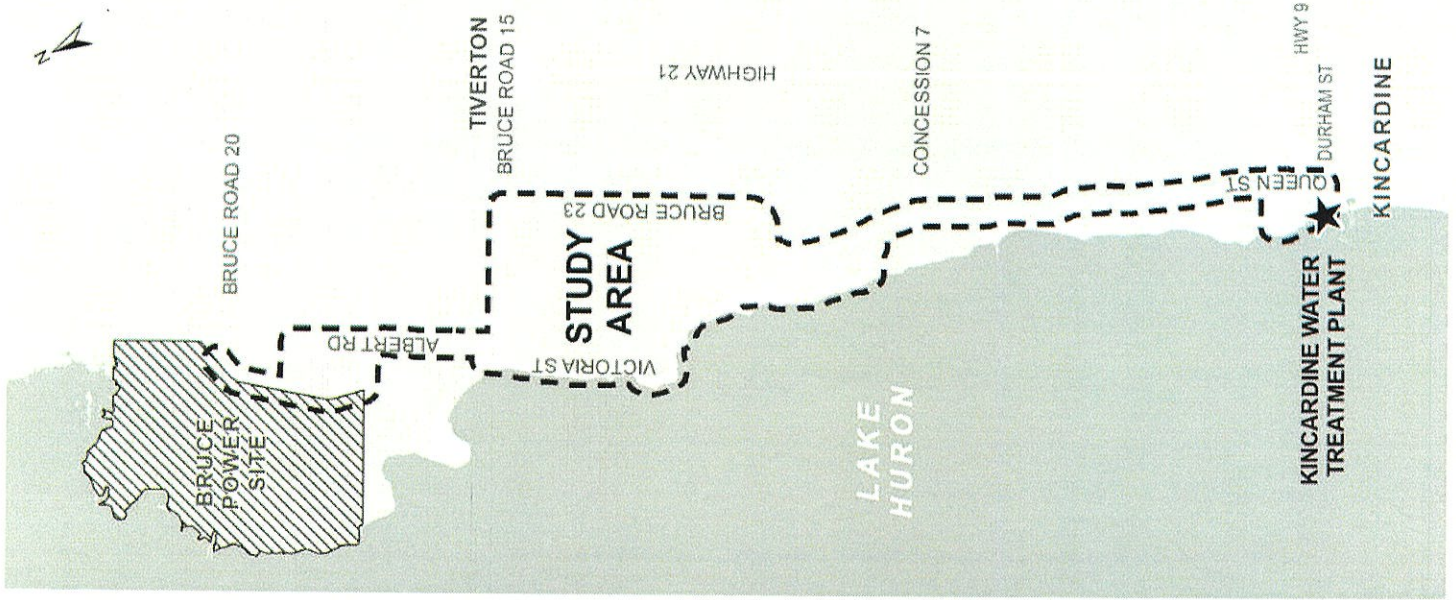 N
BRUCE ROAD 20
TIVERTON
BRUCE ROAD 15
HIGHWAY 21
CONCESSION 7
HWY 9
DURHAM ST
KINCARDINE
ALBERT RD
BRUCE ROAD 23
STUDY
AREA
VICTORIA ST
QUEEN ST
BRUCE
POWER
SITE
LAKE
HURON
KINCARDINE WATER
TREATMENT PLANT